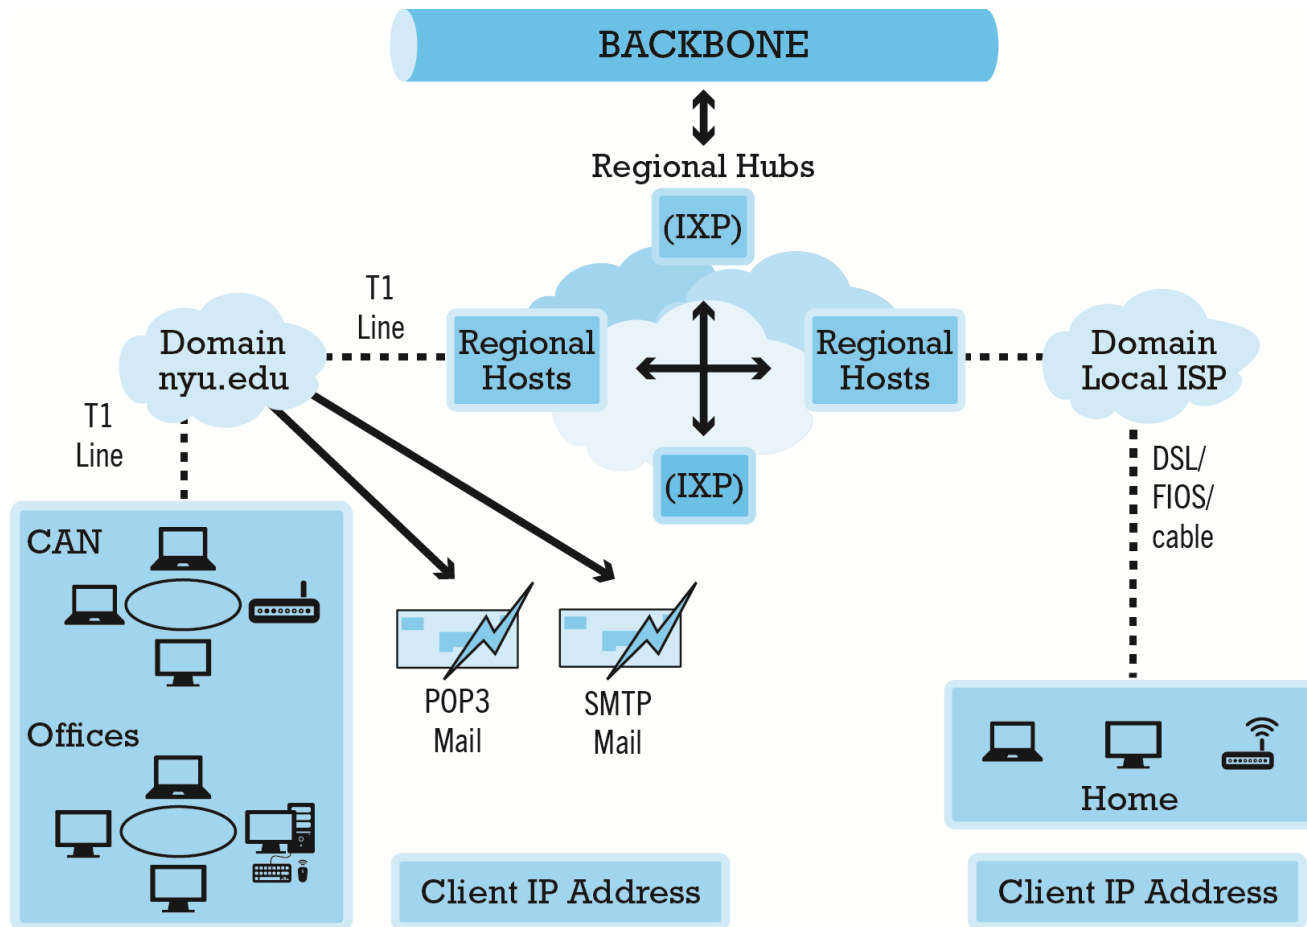 BACKBONE
Regional Hubs
(IXP)
T1
Line
Domain
nyu.edu
Regional
Hosts
Regional
Hosts
Domain
Local ISP
T1
Line
(IXP)
DSL/
FIOS/
cable
CAN
POP3
Mail
SMTP
Mail
Offices
Home
Client IP Address
Client IP Address